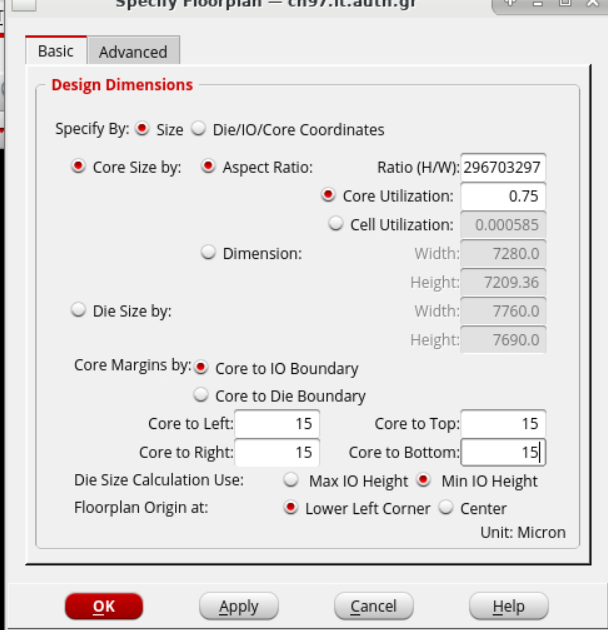 Specify Floorplan — cn97.it.auth.gr
Basic Advanced
Design Dimensions
Specify By: Size Die/IO/Core Coordinates
Core Size by: Aspect Ratio: Ratio (H/W): 296703297
Core Utilization: 0.75
Cell Utilization: 0.000585
Dimension: Width: 7280.0
Height: 7209.36
Die Size by: Width: 7760.0
Height: 7690.0
Core Margins by: Core to IO Boundary
Core to Die Boundary
Core to Left: 15 Core to Top: 15
Core to Right: 15 Core to Bottom: 15
Die Size Calculation Use: Max IO Height Min IO Height
Floorplan Origin at: Lower Left Corner Center
Unit: Micron
OK Apply Cancel Help